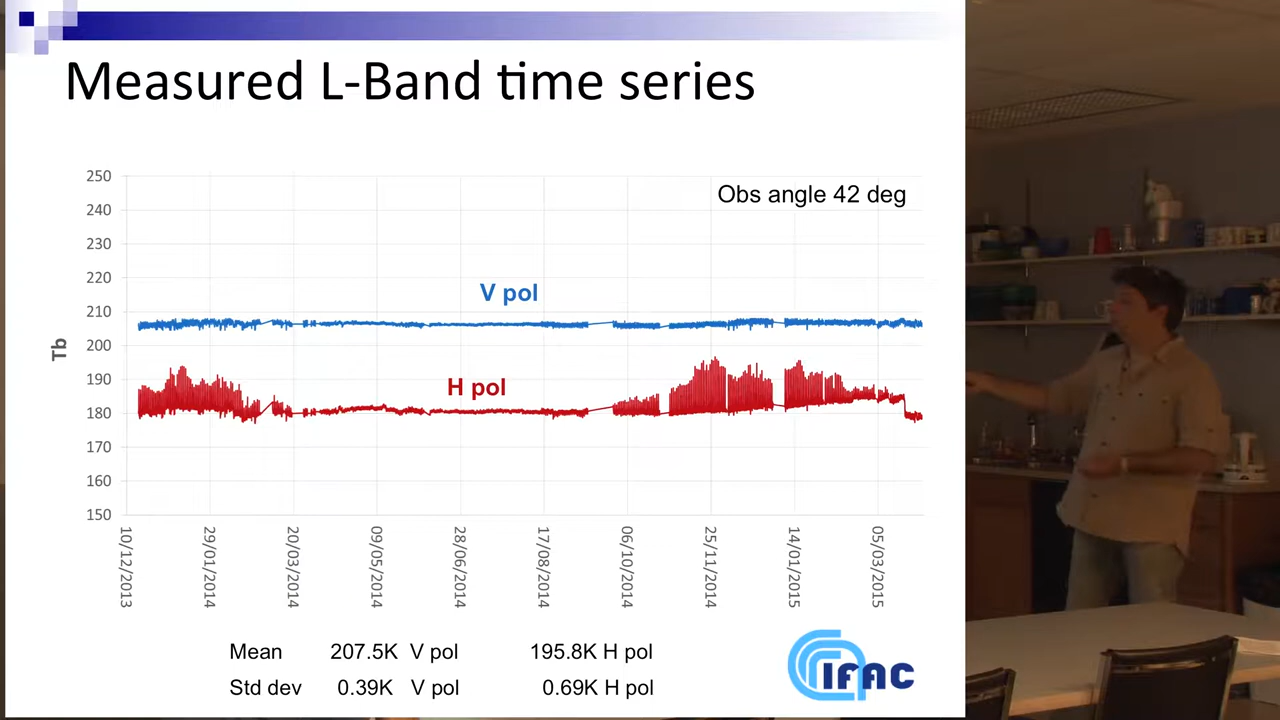 Measured L-Band time series
Obs angle 42 deg
250
240
230
220
210
200
190
180
170
160
150
Tb
V pol
H pol
10/12/2013
29/01/2014
20/03/2014
09/05/2014
28/06/2014
17/08/2014
06/10/2014
25/11/2014
14/01/2015
05/03/2015
Mean 207.5K V pol 195.8K H pol
Std dev 0.39K V pol 0.69K H pol
IFAC